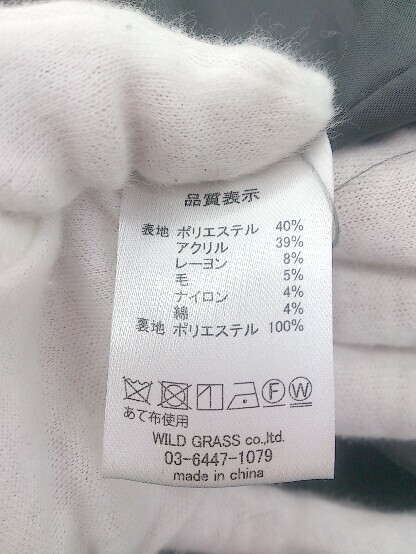 品質表示
表地 ポリエステル 40%
アクリル 39%
レーヨン 8%
毛 5%
ナイロン 4%
綿 4%
裏地 ポリエステル 100%
F W
あて布使用
WILD GRASS co.,ltd.
03-6447-1079
made in china